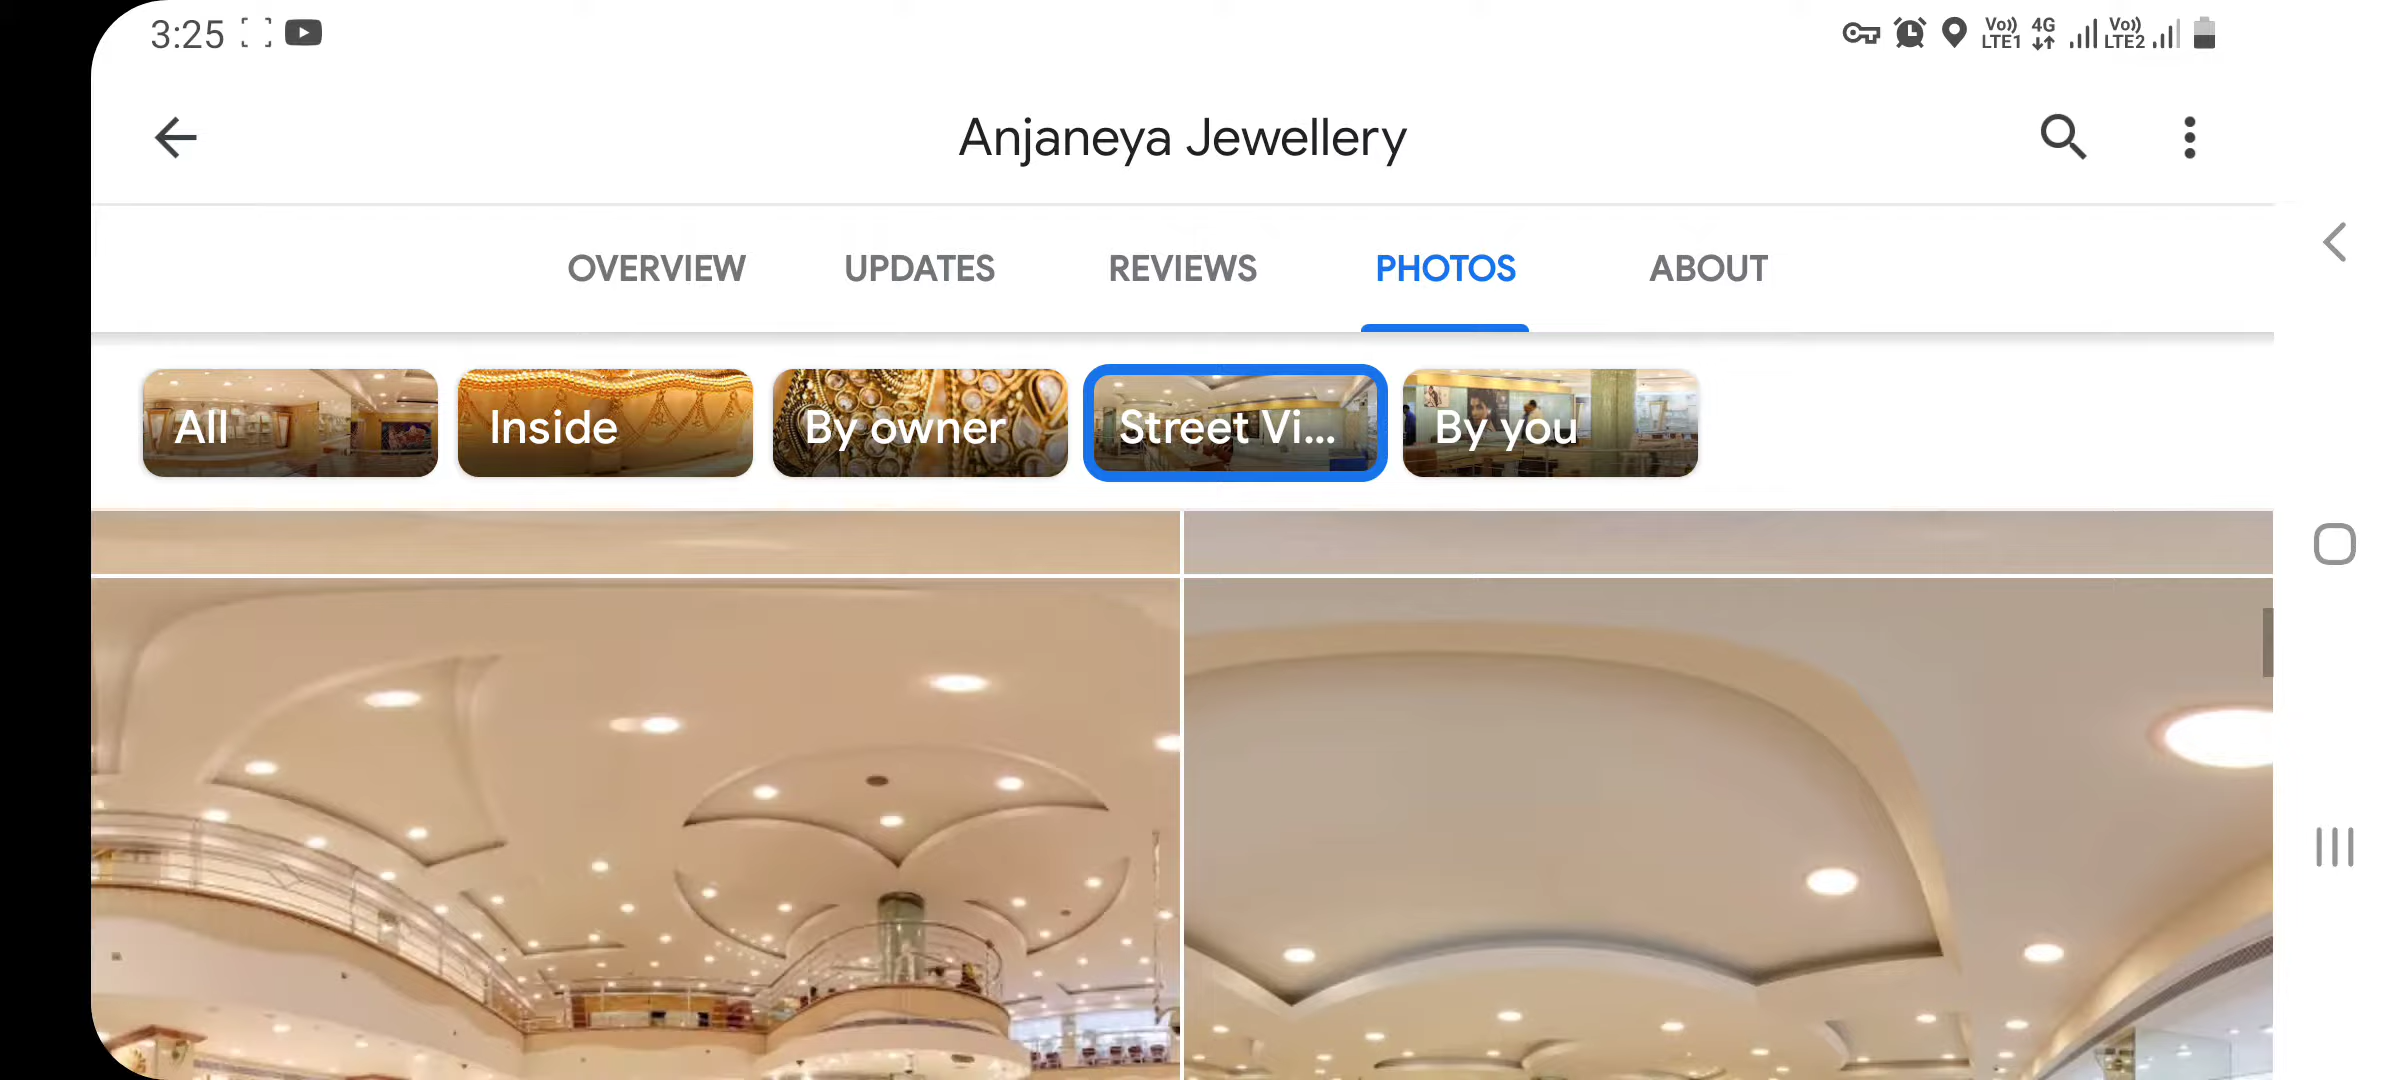 3:25
Vo)) LTE1 4G Vo)) LTE2
Anjaneya Jewellery
OVERVIEW UPDATES REVIEWS PHOTOS ABOUT
All Inside By owner Street Vi... By you